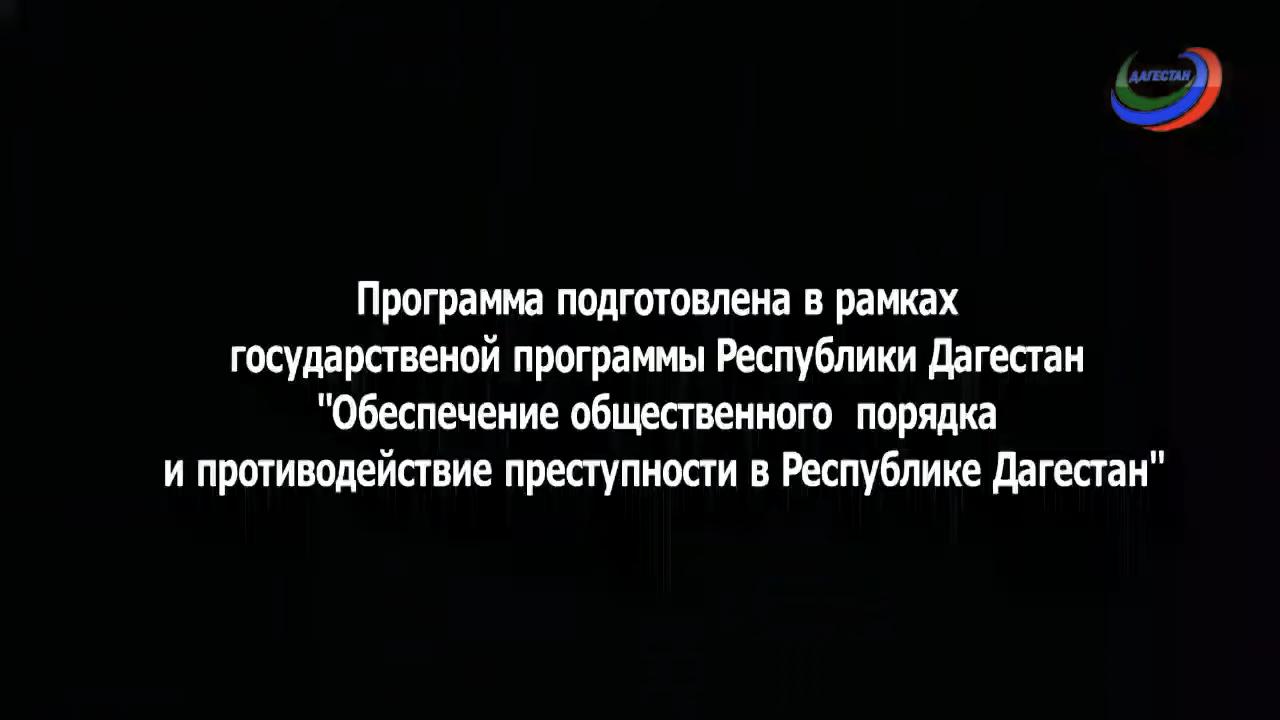 ДАГЕСТАН
Программа подготовлена в рамках
государственой программы Республики Дагестан
"Обеспечение общественного  порядка
и противодействие преступности в Республике Дагестан"